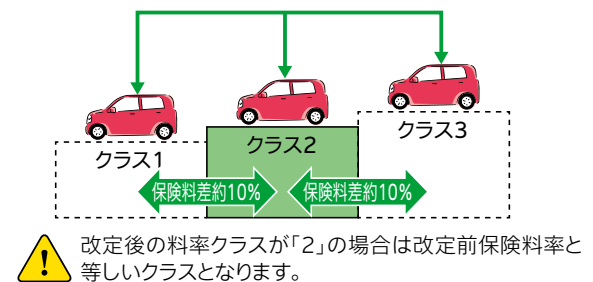 クラス1
クラス2
クラス3
保険料差約10%
保険料差約10%
改定後の料率クラスが「2」の場合は改定前保険料率と
等しいクラスとなります。